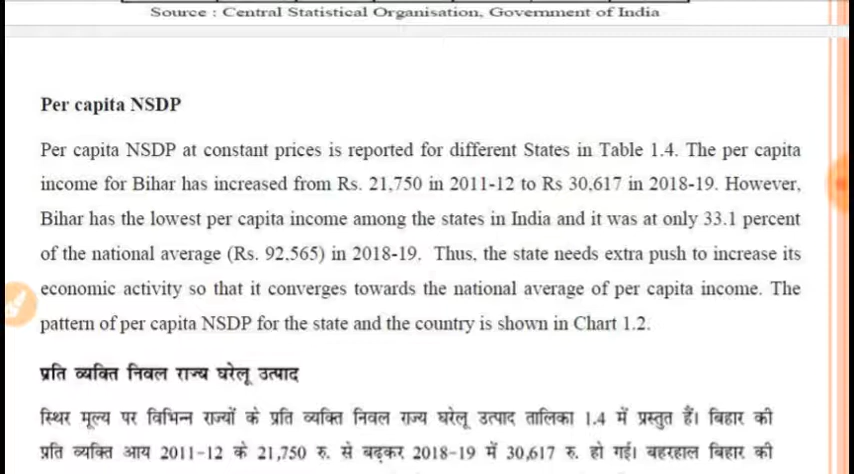 Source : Central Statistical Organisation, Government of India
Per capita NSDP
Per capita NSDP at constant prices is reported for different States in Table 1.4. The per capita
income for Bihar has increased from Rs. 21,750 in 2011-12 to Rs 30,617 in 2018-19. However,
Bihar has the lowest per capita income among the states in India and it was at only 33.1 percent
of the national average (Rs. 92,565) in 2018-19. Thus, the state needs extra push to increase its
economic activity so that it converges towards the national average of per capita income. The
pattern of per capita NSDP for the state and the country is shown in Chart 1.2.
प्रति व्यक्ति निवल राज्य घरेलू उत्पाद
स्थिर मूल्य पर विभिन्न राज्यों के प्रति व्यक्ति निवल राज्य घरेलू उत्पाद तालिका 1.4 में प्रस्तुत हैं। बिहार की
प्रति व्यक्ति आय 2011-12 के 21,750 रु. से बढ़कर 2018-19 में 30,617 रु. हो गई। बहरहाल बिहार की